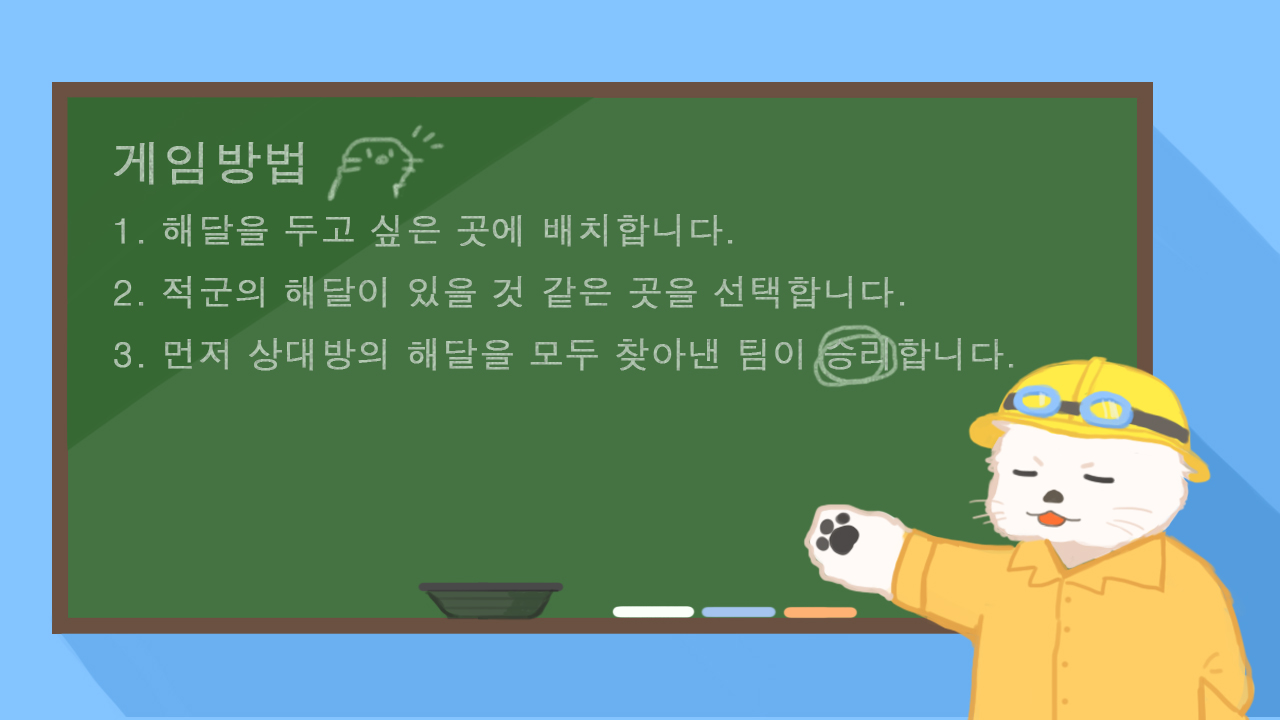 게임방법
1. 해달을 두고 싶은 곳에 배치합니다.
2. 적군의 해달이 있을 것 같은 곳을 선택합니다.
3. 먼저 상대방의 해달을 모두 찾아낸 팀이 승리합니다.